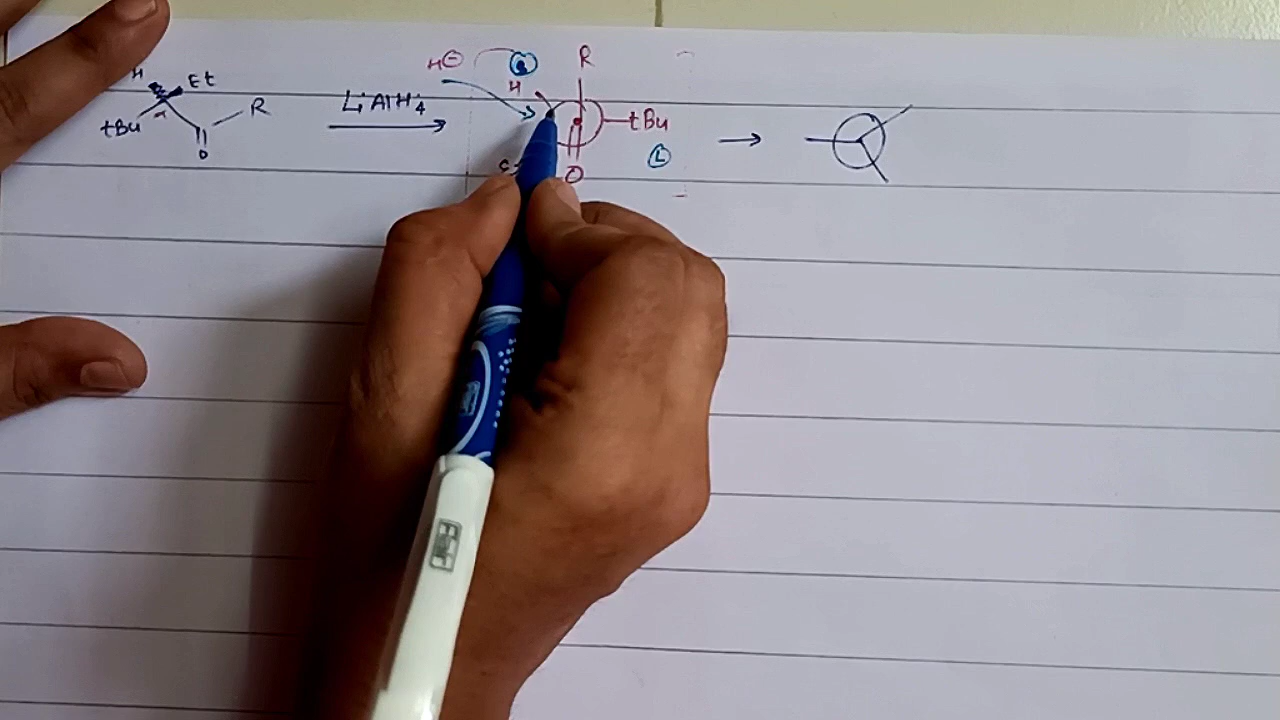 H Et
tBu α R
O
LiAlH₄
H⊖ R
H
tBu
L
O